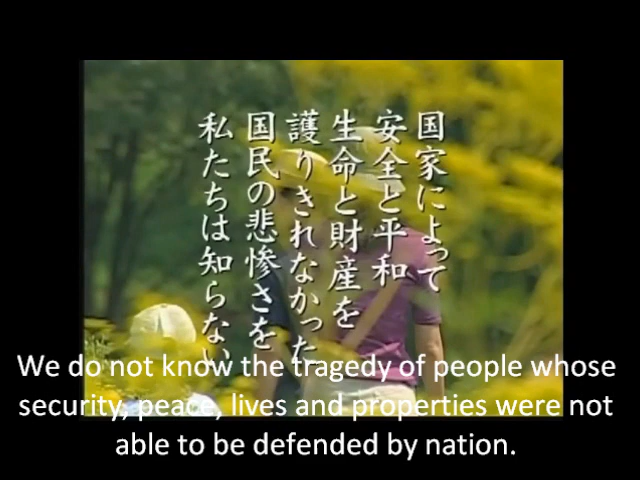 国家によって
安全と平和
生命と財産を
護りきれなかった
国民の悲惨さを
私たちは知らない
We do not know the tragedy of people whose
security, peace, lives and properties were not
able to be defended by nation.